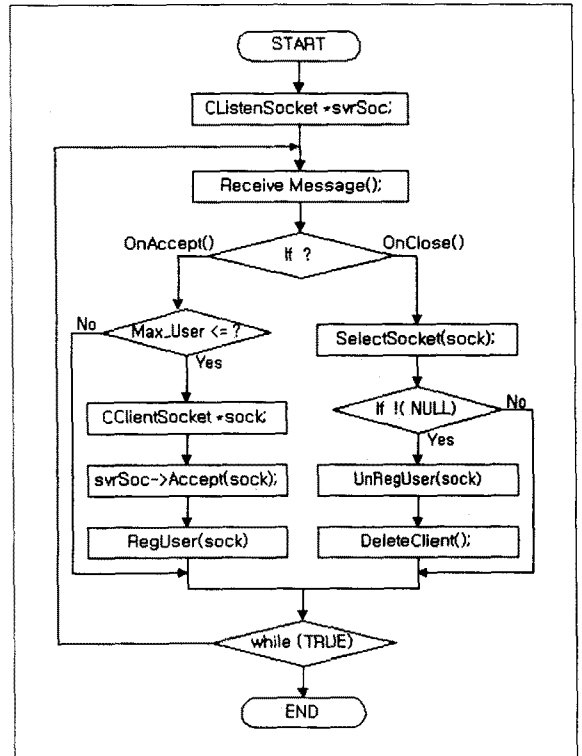 START
CListenSocket *svrSoc;
Receive Message();
OnAccept()
If ?
OnClose()
No
Max_User <= ?
Yes
SelectSocket(sock);
CClientSocket *sock;
If !( NULL)
No
Yes
svrSoc->Accept(sock);
UnRegUser(sock)
RegUser(sock)
DeleteClient();
while (TRUE)
END